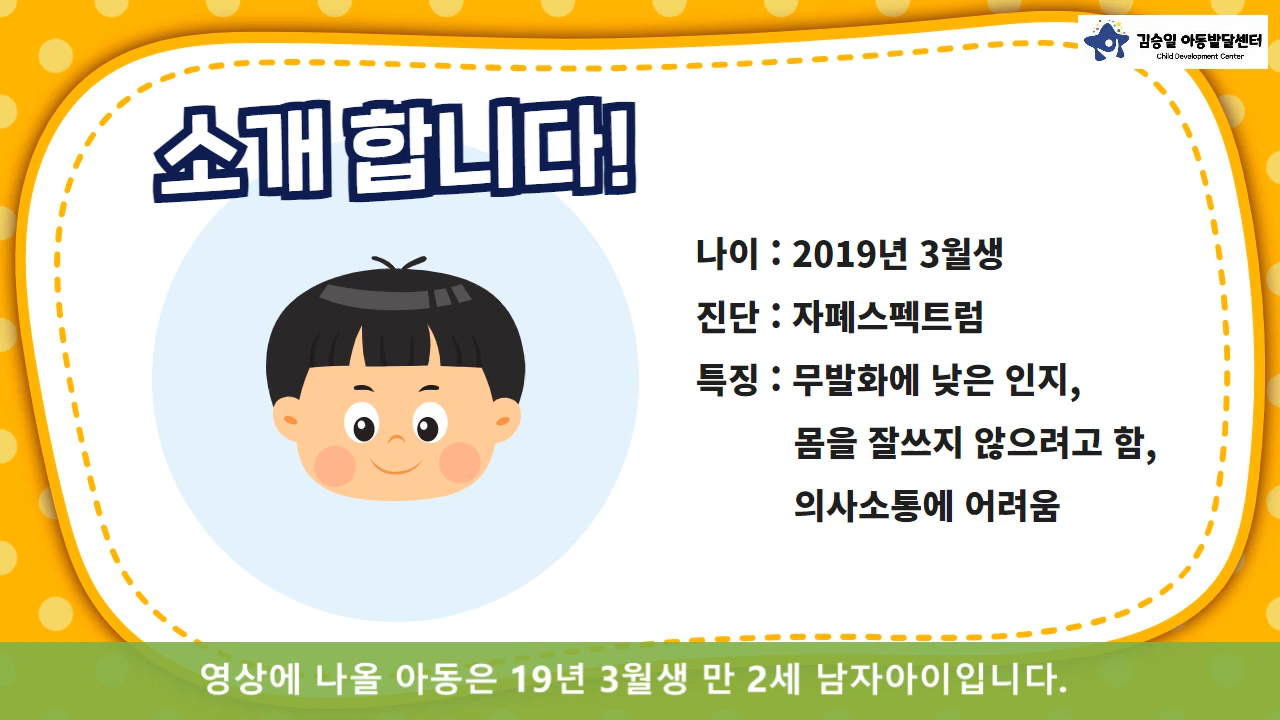 김승일 아동발달센터
Child Development Center
소개 합니다!
나이 : 2019년 3월생
진단 : 자폐스펙트럼
특징 : 무발화에 낮은 인지,
몸을 잘쓰지 않으려고 함,
의사소통에 어려움
영상에 나올 아동은 19년 3월생 만 2세 남자아이입니다.